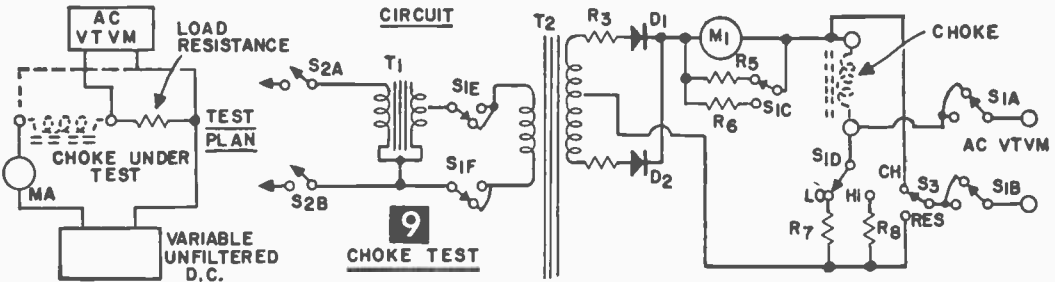 AC
VTVM
LOAD
RESISTANCE
TEST
PLAN
CHOKE UNDER
TEST
MA
VARIABLE
UNFILTERED
D.C.
CIRCUIT
S2A
T1
S1E
S1F
S2B
9
CHOKE TEST
T2
R3
D1
M1
R5
S1C
R6
D2
CHOKE
S1A
AC VTVM
S1D
CH
S3
S1B
LO
Hi
RES
R7
R8